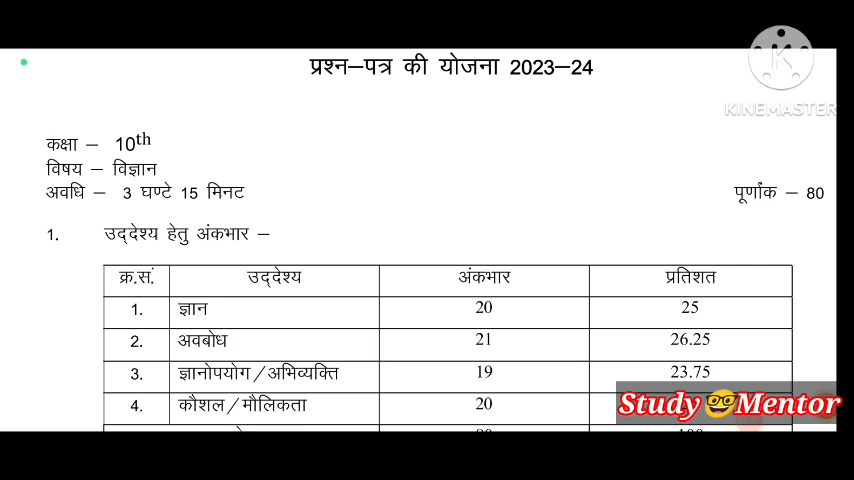 प्रश्न–पत्र की योजना 2023–24
KINEMASTER
कक्षा – 10th
विषय – विज्ञान
अवधि – 3 घण्टे 15 मिनट पूर्णांक – 80
1. उद्देश्य हेतु अंकभार –
क्र.सं. उद्देश्य अंकभार प्रतिशत
1. ज्ञान 20 25
2. अवबोध 21 26.25
3. ज्ञानोपयोग/अभिव्यक्ति 19 23.75
4. कौशल/मौलिकता 20
Study 🤓 Mentor